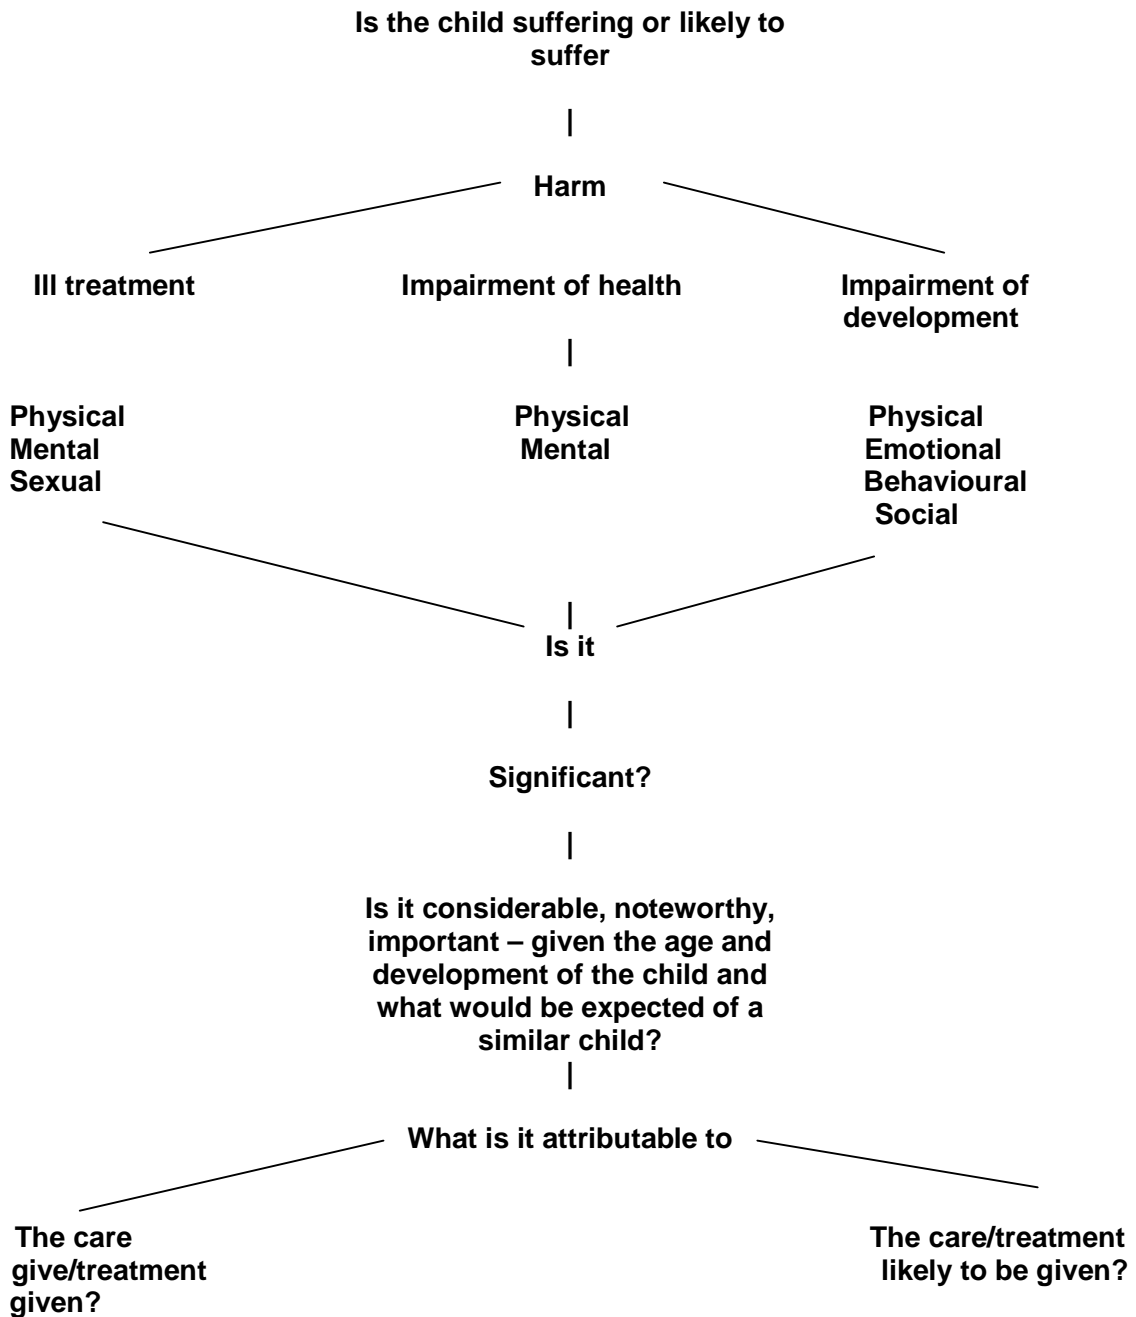 Is the child suffering or likely to
suffer
|
Harm
Ill treatment
Impairment of health
Impairment of
development
|
Physical
Mental
Sexual
Physical
Mental
Physical
Emotional
Behavioural
Social
|
Is it
|
Significant?
|
Is it considerable, noteworthy,
important – given the age and
development of the child and
what would be expected of a
similar child?
|
What is it attributable to
The care
give/treatment
given?
The care/treatment
likely to be given?